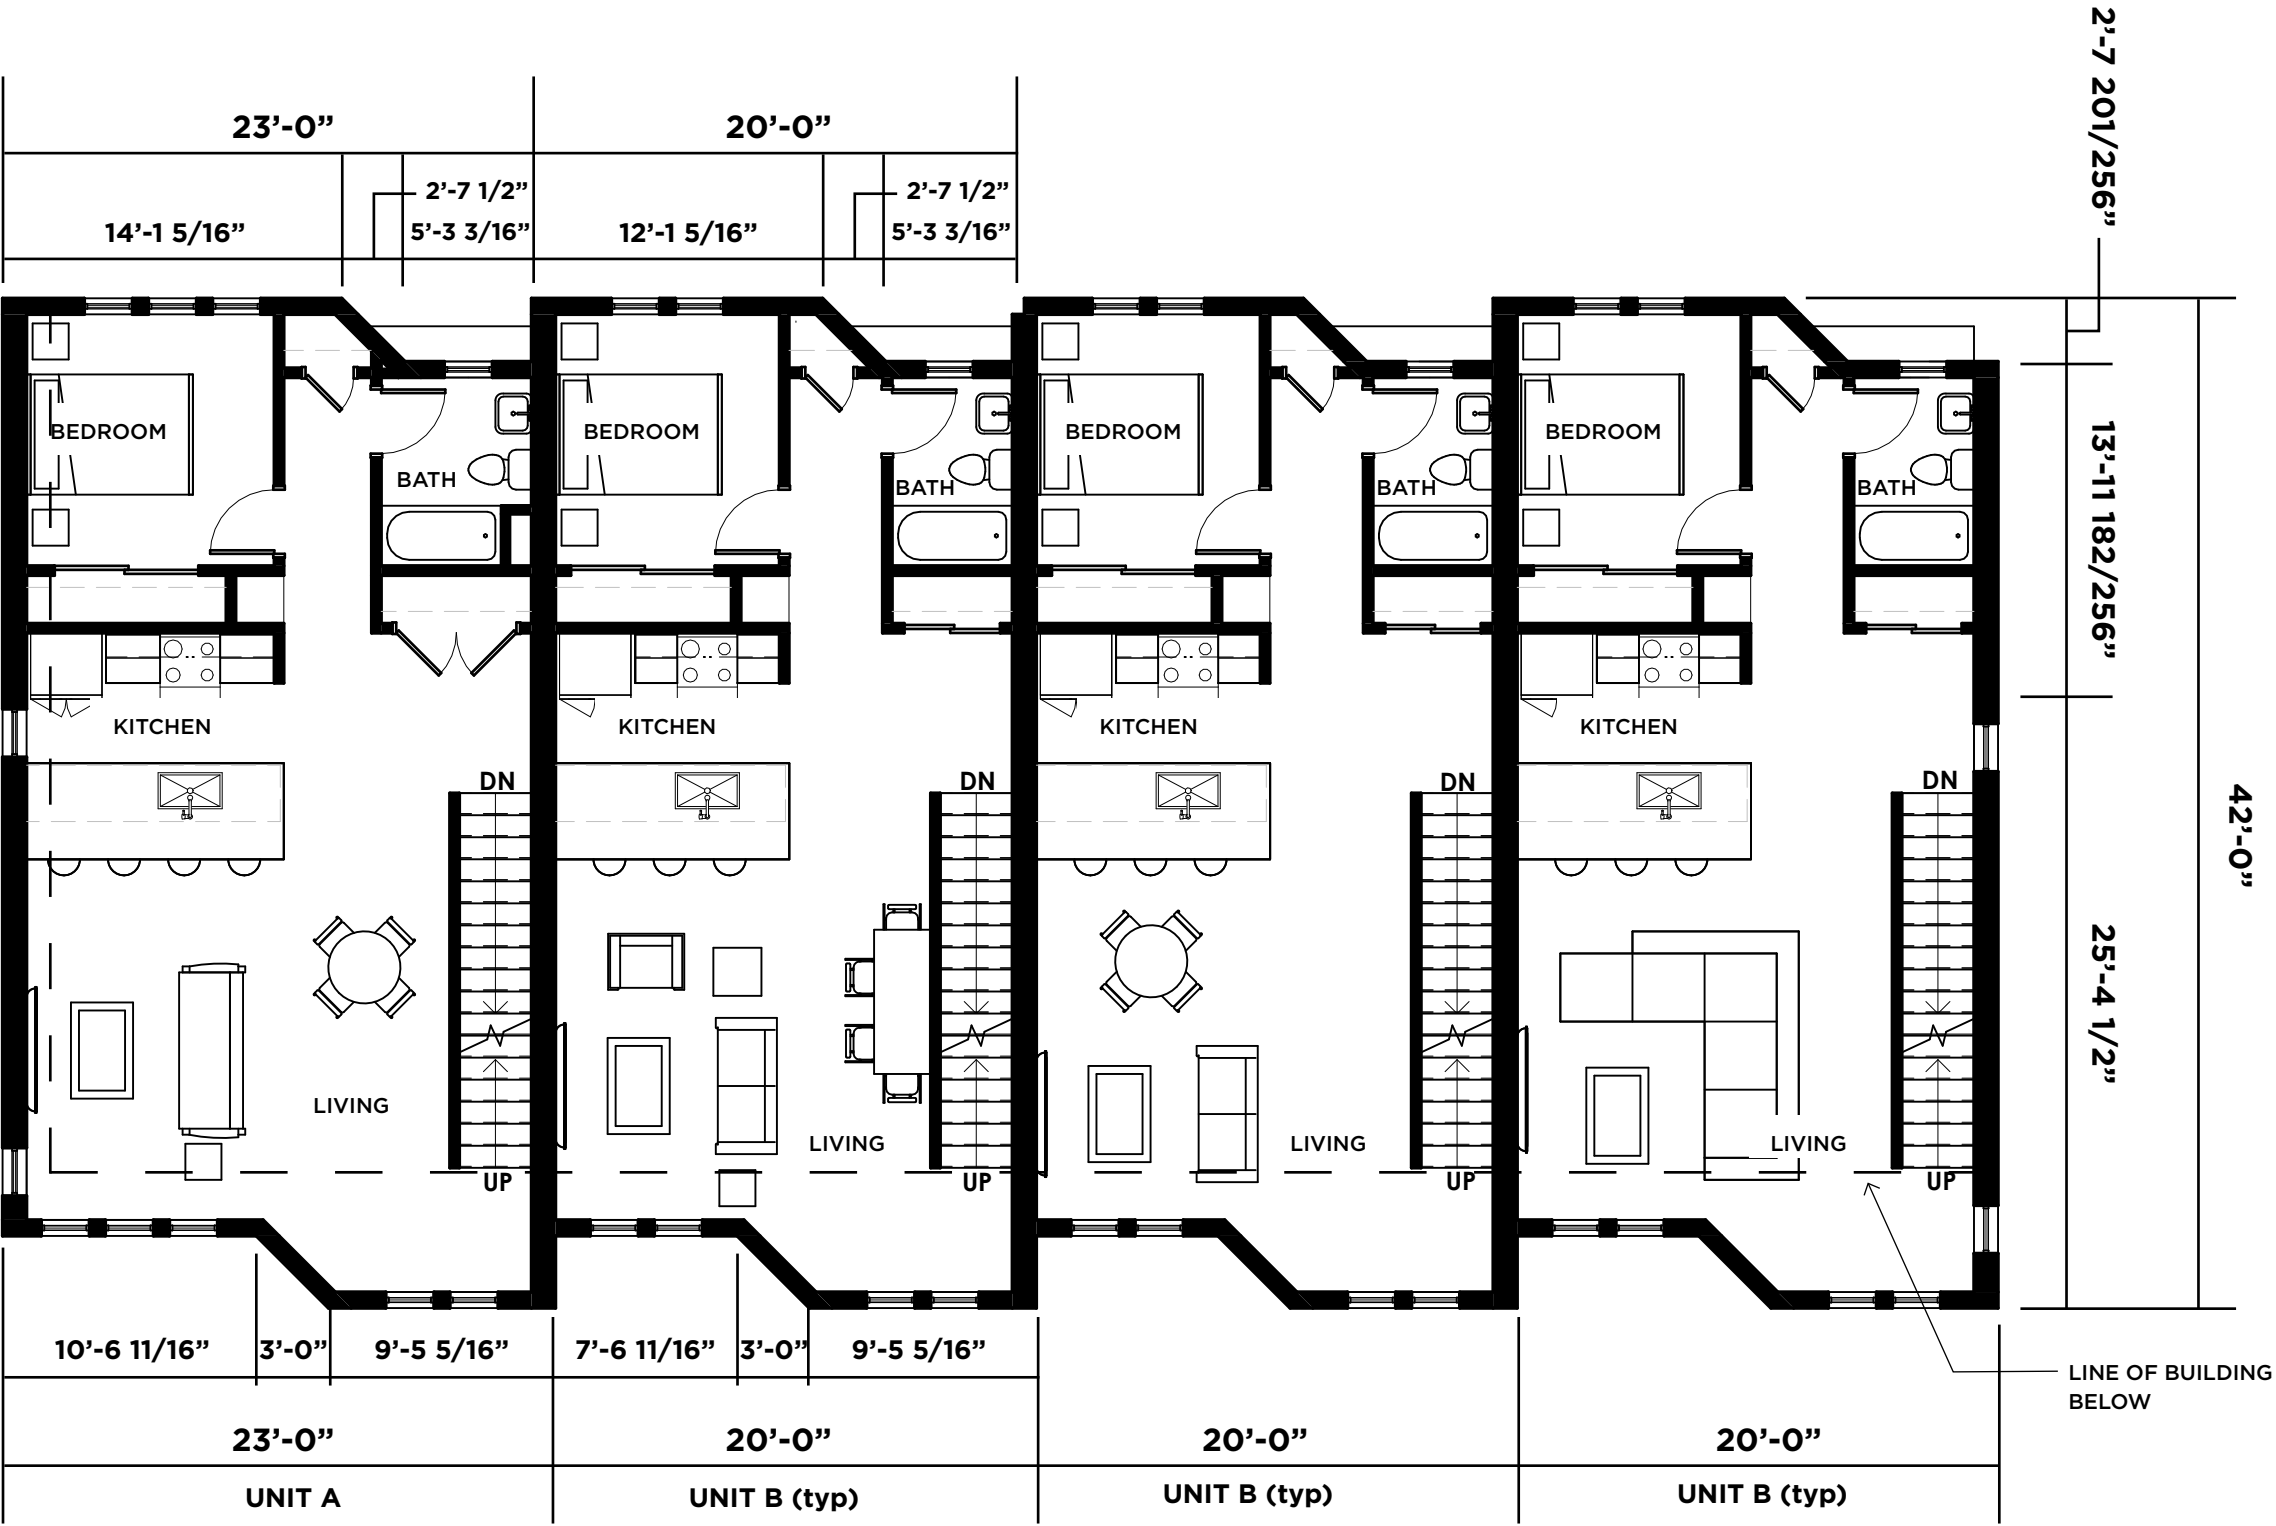 2’-7 201/256”
23’-0”
20’-0”
2’-7 1/2”
2’-7 1/2”
14’-1 5/16”
5’-3 3/16”
12’-1 5/16”
5’-3 3/16”
BEDROOM
BEDROOM
BEDROOM
BEDROOM
BATH
BATH
BATH
BATH
13’-11 182/256”
KITCHEN
KITCHEN
KITCHEN
KITCHEN
DN
DN
DN
DN
42’-0”
25’-4 1/2”
LIVING
LIVING
LIVING
LIVING
UP
UP
UP
UP
10’-6 11/16”
3’-0”
9’-5 5/16”
7’-6 11/16”
3’-0”
9’-5 5/16”
LINE OF BUILDING
BELOW
23’-0”
20’-0”
20’-0”
20’-0”
UNIT A
UNIT B (typ)
UNIT B (typ)
UNIT B (typ)